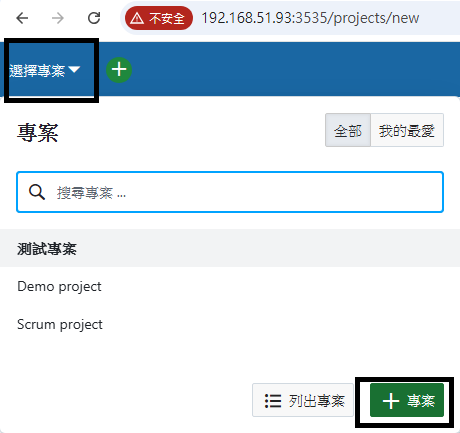 不安全 192.168.51.93:3535/projects/new
選擇專案
專案 全部 我的最愛
搜尋專案 ...
測試專案
Demo project
Scrum project
列出專案 專案